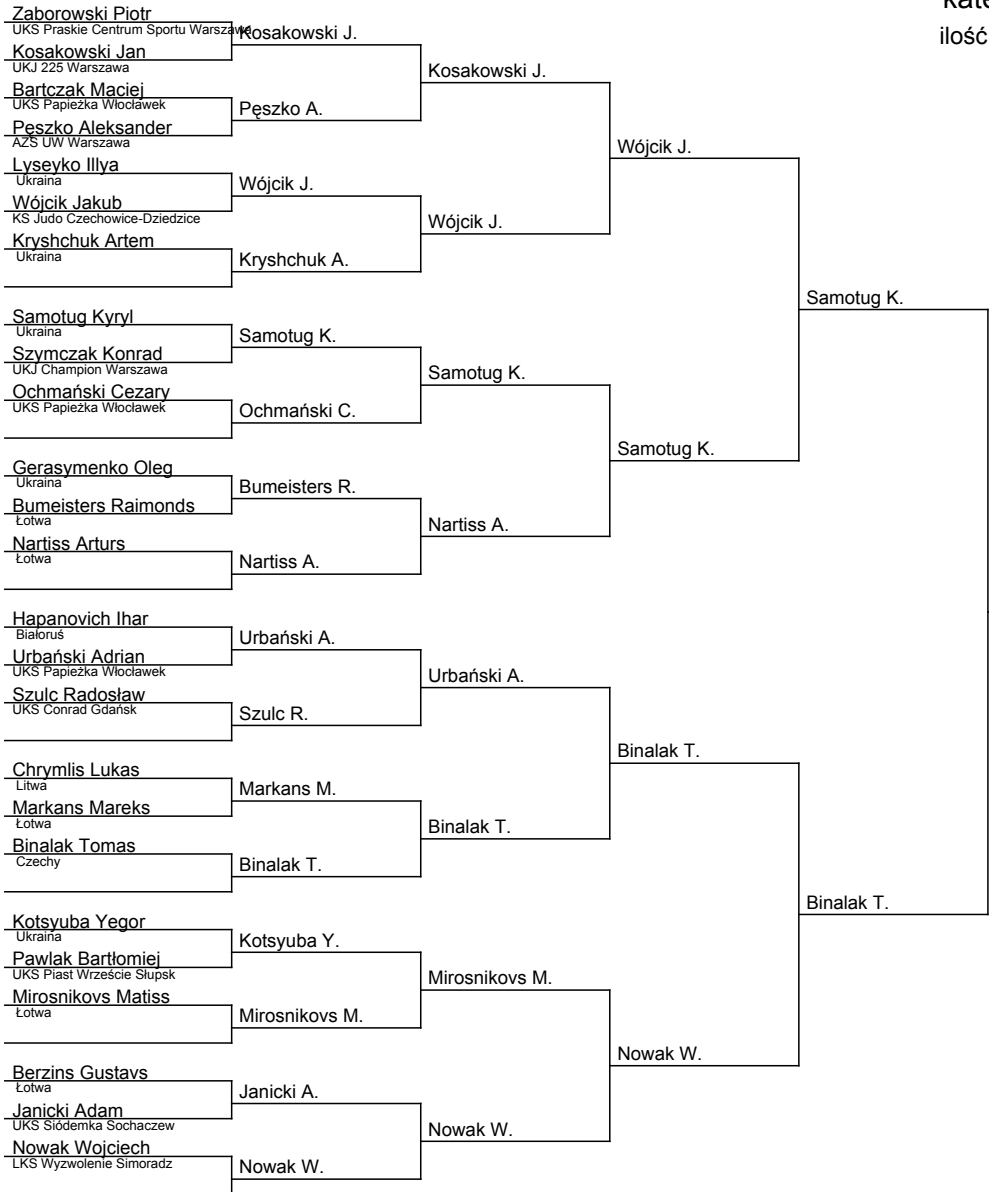 Zaborowski Piotr
UKS Praskie Centrum Sportu Warszawa
Kosakowski Jan
UKJ 225 Warszawa
Bartczak Maciej
UKS Papieżka Włocławek
Pęszko Aleksander
AZS UW Warszawa
Lyseyko Illya
Ukraina
Wójcik Jakub
KS Judo Czechowice-Dziedzice
Kryshchuk Artem
Ukraina
Samotug Kyryl
Ukraina
Szymczak Konrad
UKJ Champion Warszawa
Ochmański Cezary
UKS Papieżka Włocławek
Gerasymenko Oleg
Ukraina
Bumeisters Raimonds
Łotwa
Nartiss Arturs
Łotwa
Hapanovich Ihar
Białoruś
Urbański Adrian
UKS Papieżka Włocławek
Szulc Radosław
UKS Conrad Gdańsk
Chrymlis Lukas
Litwa
Markans Mareks
Łotwa
Binalak Tomas
Czechy
Kotsyuba Yegor
Ukraina
Pawlak Bartłomiej
UKS Piast Wrzeście Słupsk
Mirosnikovs Matiss
Łotwa
Berzins Gustavs
Łotwa
Janicki Adam
UKS Siódemka Sochaczew
Nowak Wojciech
LKS Wyzwolenie Simoradz
Kosakowski J.
Pęszko A.
Wójcik J.
Kryshchuk A.
Samotug K.
Ochmański C.
Bumeisters R.
Nartiss A.
Urbański A.
Szulc R.
Markans M.
Binalak T.
Kotsyuba Y.
Mirosnikovs M.
Janicki A.
Nowak W.
Kosakowski J.
Wójcik J.
Samotug K.
Nartiss A.
Urbański A.
Binalak T.
Mirosnikovs M.
Nowak W.
Wójcik J.
Samotug K.
Binalak T.
Nowak W.
Samotug K.
Binalak T.
ilość